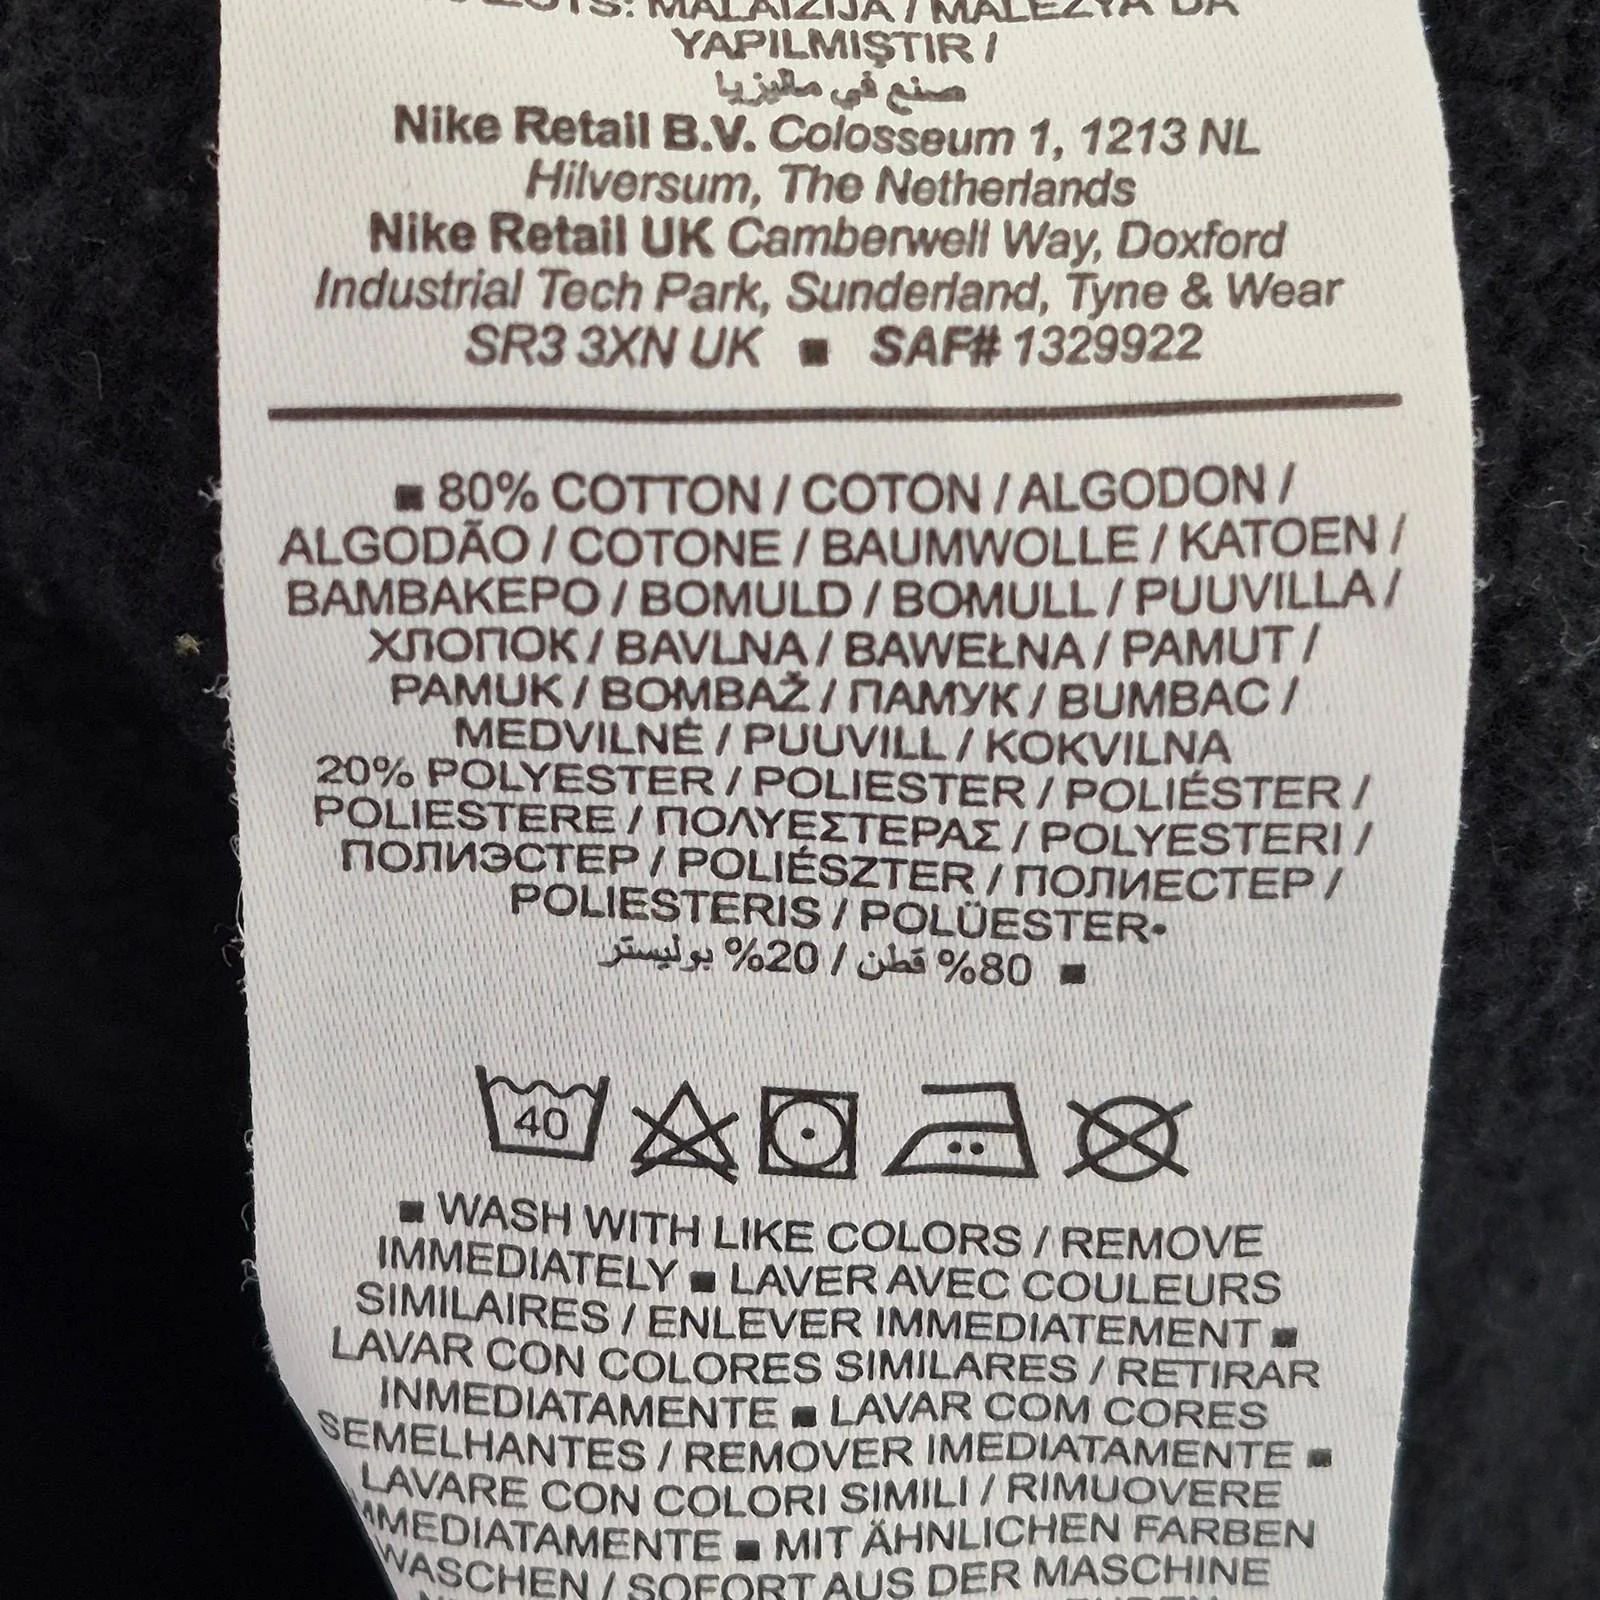 MALAIZIJA / MALEZYA'DA
YAPILMIŞTIR /
صنع في ماليزيا
Nike Retail B.V. Colosseum 1, 1213 NL
Hilversum, The Netherlands
Nike Retail UK Camberwell Way, Doxford
Industrial Tech Park, Sunderland, Tyne & Wear
SR3 3XN UK ■ SAF# 1329922
■ 80% COTTON / COTON / ALGODON /
ALGODÃO / COTONE / BAUMWOLLE / KATOEN /
ΒΑΜΒΑΚΕΡΟ / BOMULD / BOMULL / PUUVILLA /
ХЛОПОК / BAVLNA / BAWEŁNA / PAMUT /
PAMUK / BOMBAŽ / ПАМУК / BUMBAC /
MEDVILNĖ / PUUVILL / KOKVILNA
20% POLYESTER / POLIESTER / POLIÉSTER /
POLIESTERE / ΠΟΛΥΕΣΤΕΡΑΣ / POLYESTERI /
ПОЛИЭСТЕР / POLIÉSZTER / ПОЛИЕСТЕР /
POLIESTERIS / POLÜESTER•
■ 80% قطن / 20% بوليستر
40
■ WASH WITH LIKE COLORS / REMOVE
IMMEDIATELY ■ LAVER AVEC COULEURS
SIMILAIRES / ENLEVER IMMEDIATEMENT ■
LAVAR CON COLORES SIMILARES / RETIRAR
INMEDIATAMENTE ■ LAVAR COM CORES
SEMELHANTES / REMOVER IMEDIATAMENTE ■
LAVARE CON COLORI SIMILI / RIMUOVERE
IMMEDIATAMENTE ■ MIT ÄHNLICHEN FARBEN
WASCHEN / SOFORT AUS DER MASCHINE